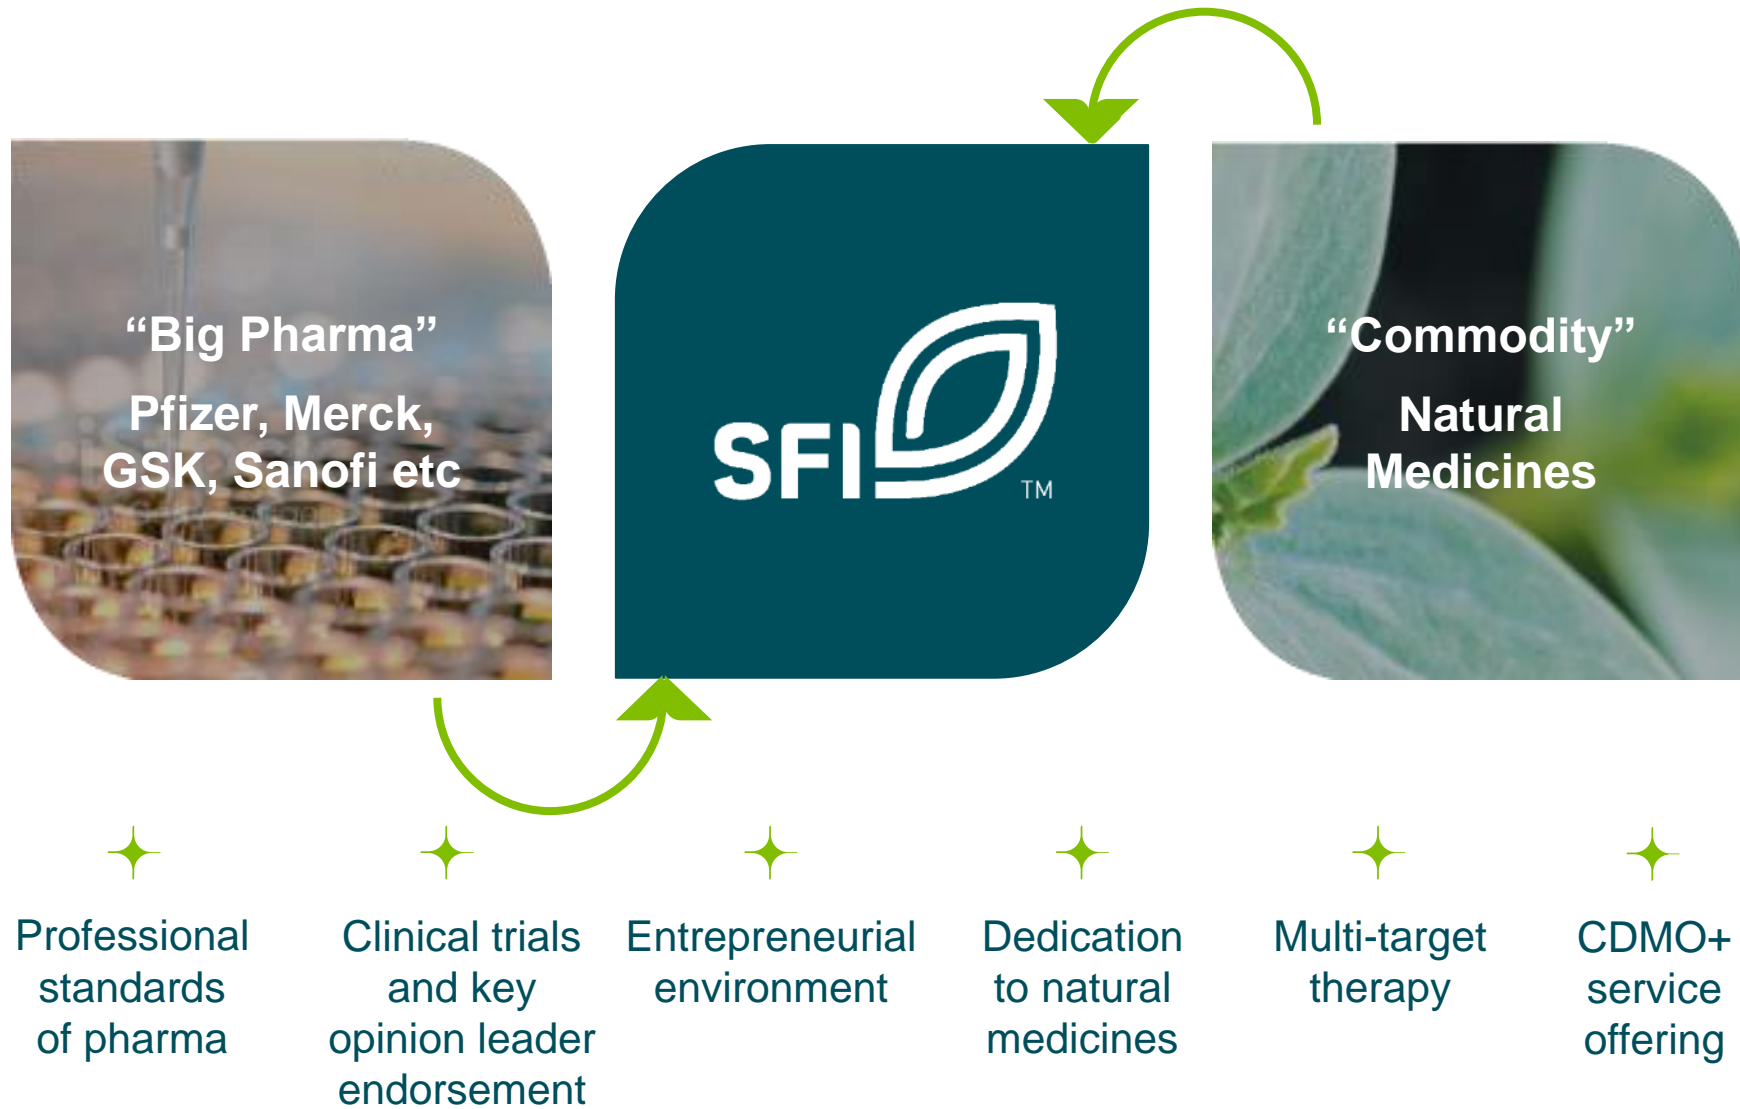 “Big Pharma”
Pfizer, Merck,
GSK, Sanofi etc
SFI
TM
“Commodity”
Natural
Medicines
Professional
standards
of pharma
Clinical trials
and key
opinion leader
endorsement
Entrepreneurial
environment
Dedication
to natural
medicines
Multi-target
therapy
CDMO+
service
offering